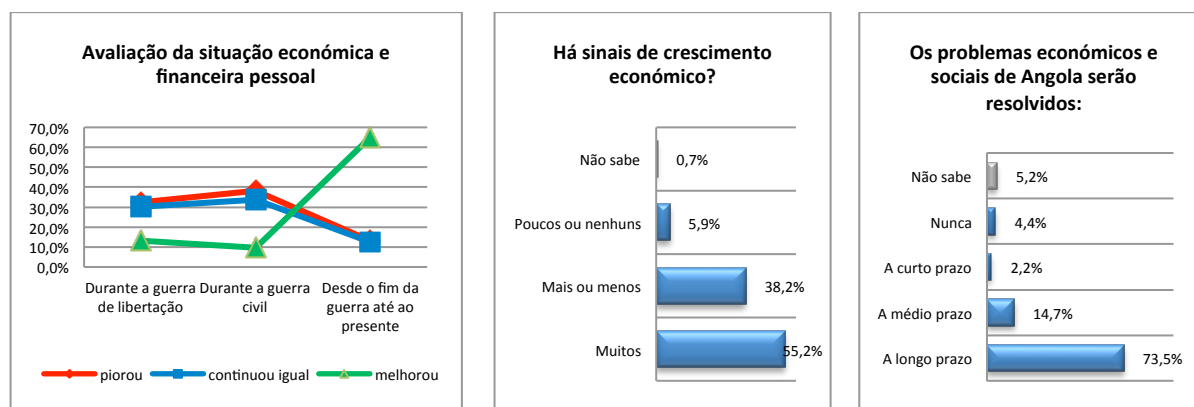 Avaliação da situação económica e
financeira pessoal
70,0%
60,0%
50,0%
40,0%
30,0%
20,0%
10,0%
0,0%
Durante a guerra
de libertação
Durante a guerra
civil
Desde o fim da
guerra até ao
presente
piorou
continuou igual
melhorou
Há sinais de crescimento
económico?
Não sabe
0,7%
Poucos ou nenhuns
5,9%
Mais ou menos
38,2%
Muitos
55,2%
Os problemas económicos e
sociais de Angola serão
resolvidos:
Não sabe
5,2%
Nunca
4,4%
A curto prazo
2,2%
A médio prazo
14,7%
A longo prazo
73,5%